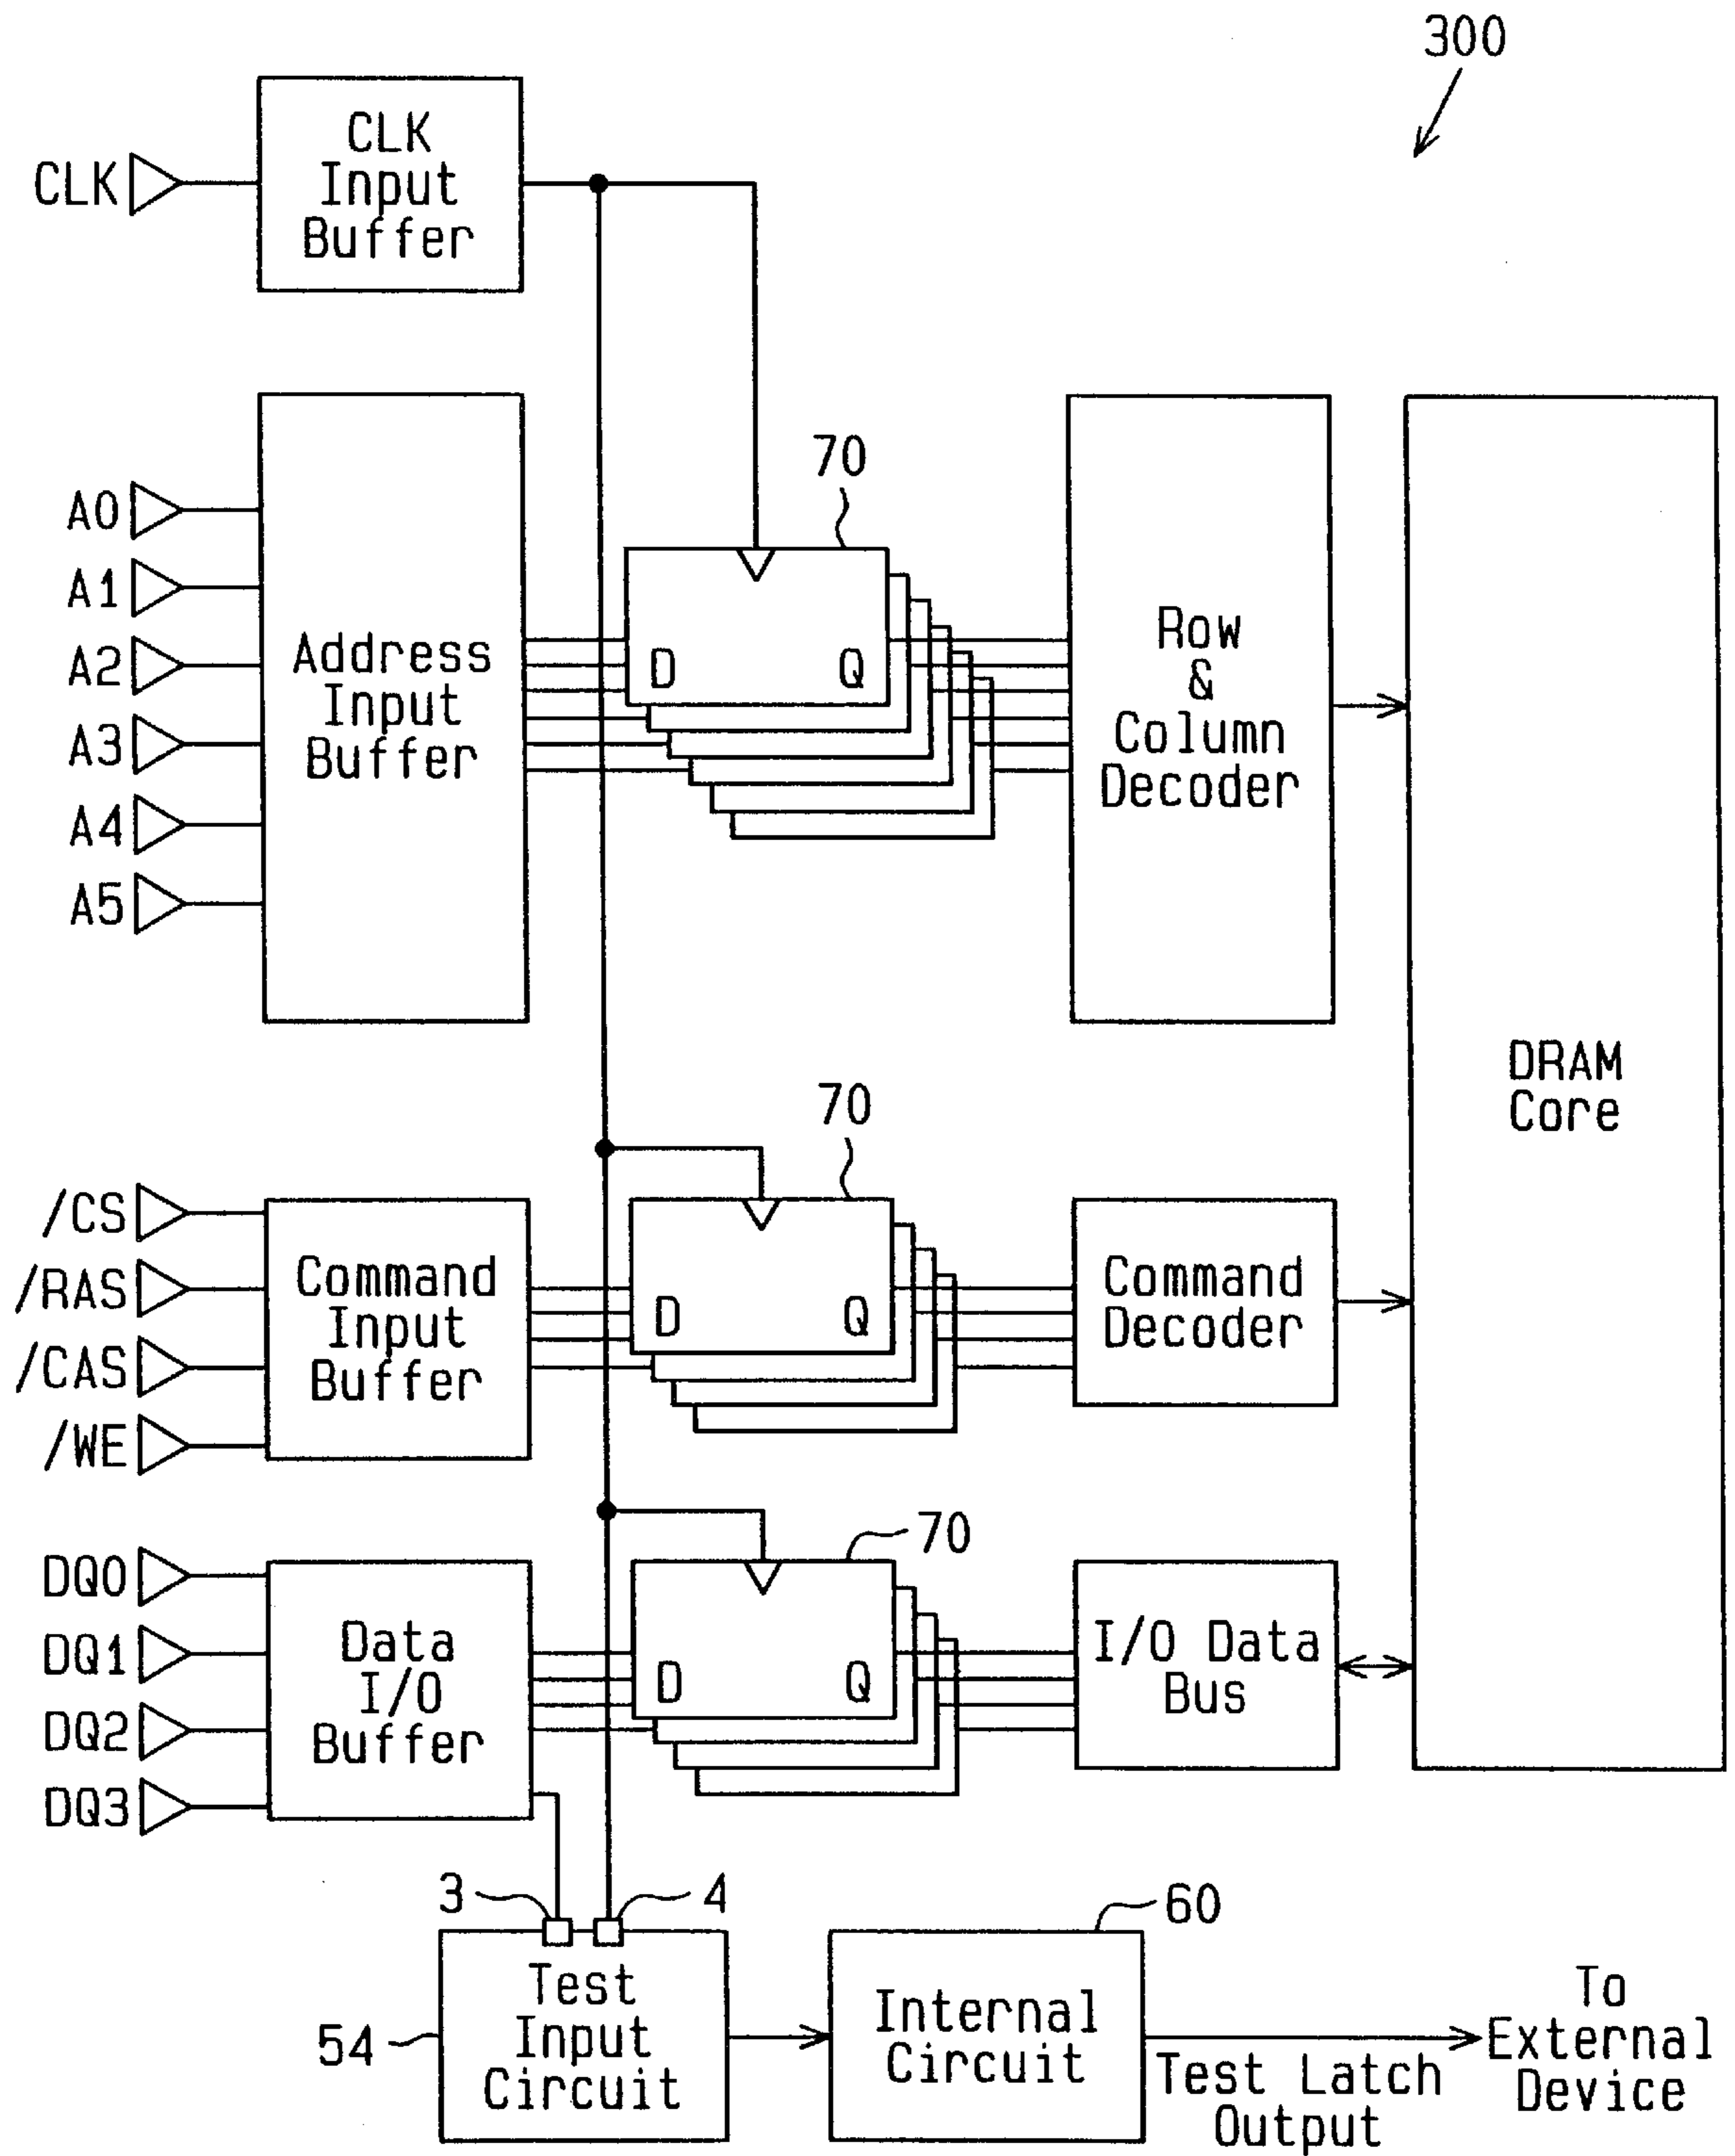 300
CLK
CLK
Input
Buffer
70
A0
A1
A2
A3
A4
A5
Address
Input
Buffer
D
Q
Row
&
Column
Decoder
DRAM
Core
70
/CS
/RAS
/CAS
/WE
Command
Input
Buffer
D
Q
Command
Decoder
70
DQ0
DQ1
DQ2
DQ3
Data
I/O
Buffer
D
Q
I/O Data
Bus
3
4
60
54
Test
Input
Circuit
Internal
Circuit
Test Latch
Output
To
External
Device